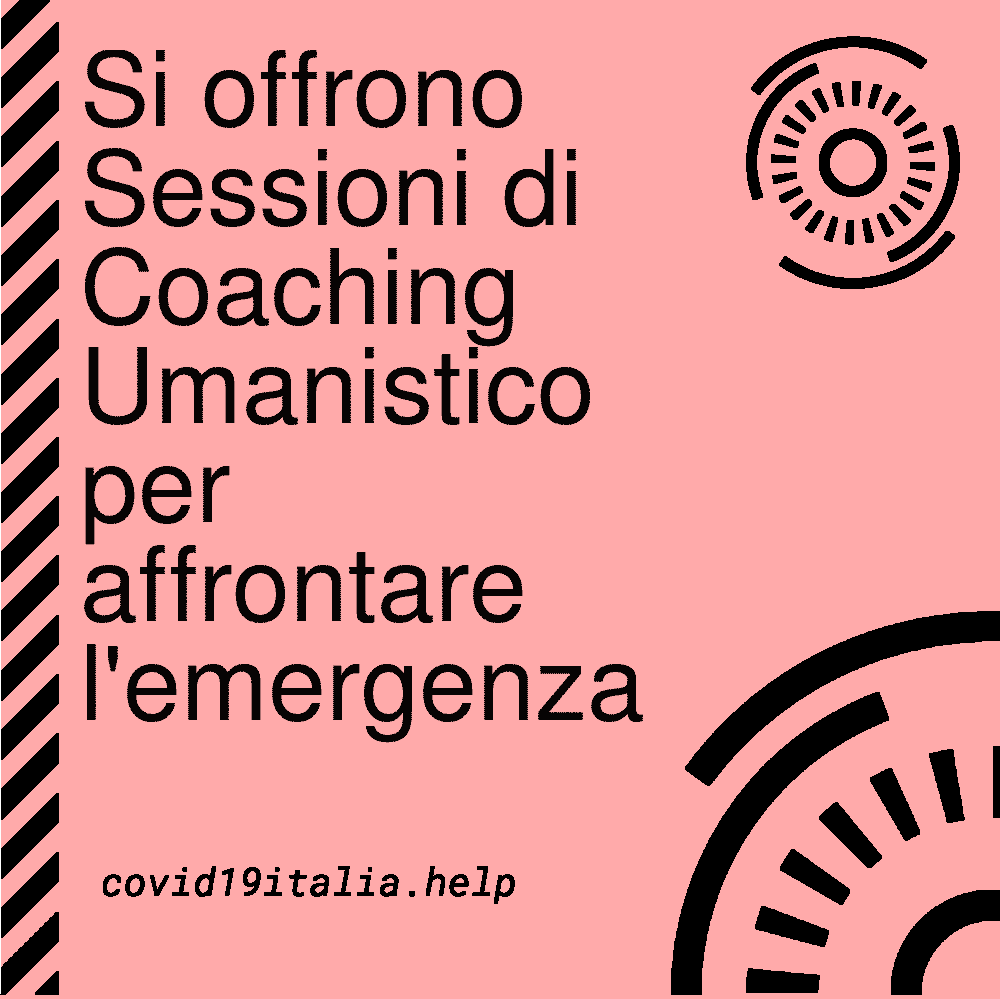 Si offrono
Sessioni di
Coaching
Umanistico
per
affrontare
l'emergenza
covid19italia.help